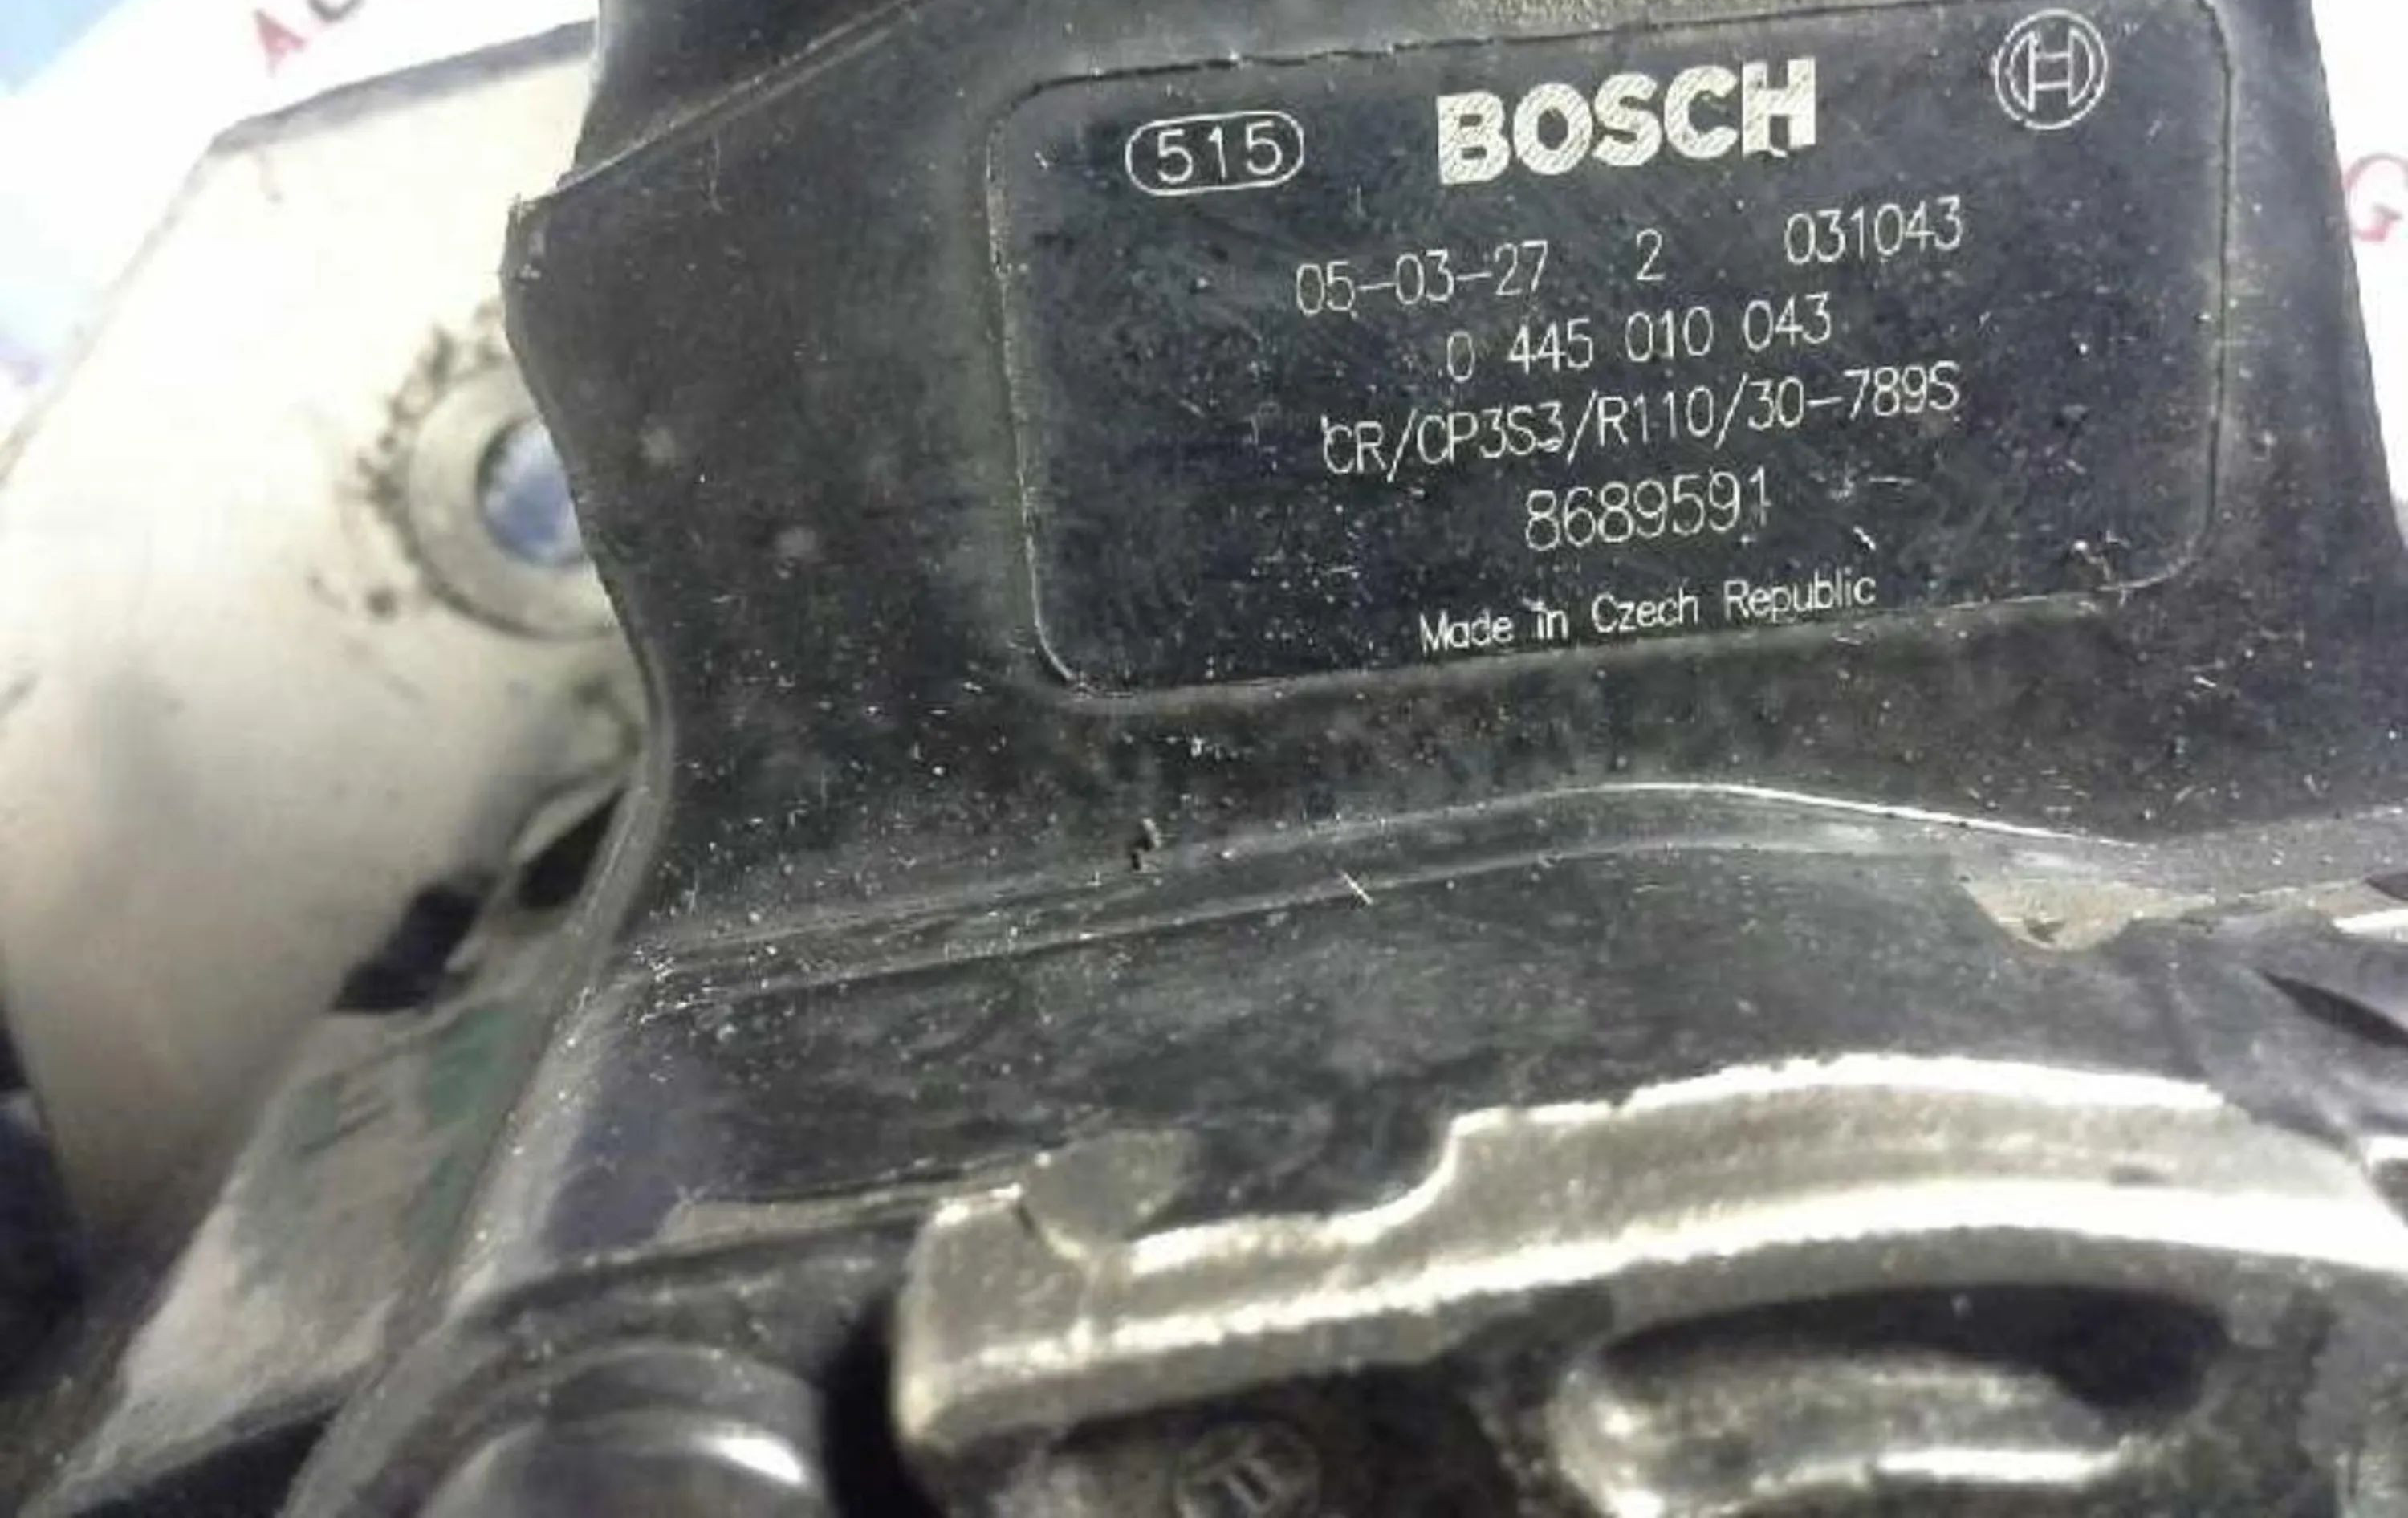 515 BOSCH
05-03-27 2 031043
0 445 010 043
CR/CP3S3/R110/30-789S
8689591
Made in Czech Republic